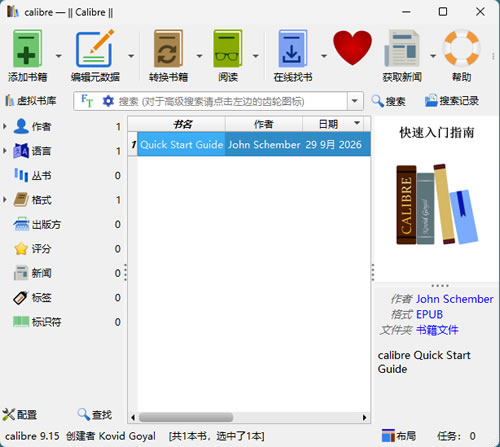 calibre — || Calibre ||
添加书籍
编辑元数据
转换书籍
阅读
在线找书
获取新闻
帮助
虚拟书库
FT
搜索 (对于高级搜索请点击左边的齿轮图标)
搜索
搜索记录
作者 1
语言 1
丛书 0
格式 1
出版方 0
评分 0
新闻 0
标签 0
标识符 0
书名 作者 日期
1 Quick Start Guide John Schember 29 9月 2026
快速入门指南
CALIBRE
Kovid Goyal
作者 John Schember
格式 EPUB
文件夹 书籍文件
calibre Quick Start
Guide
配置
查找
calibre 9.15 创建者 Kovid Goyal [共1本书，选中了1本]
布局
任务： 0